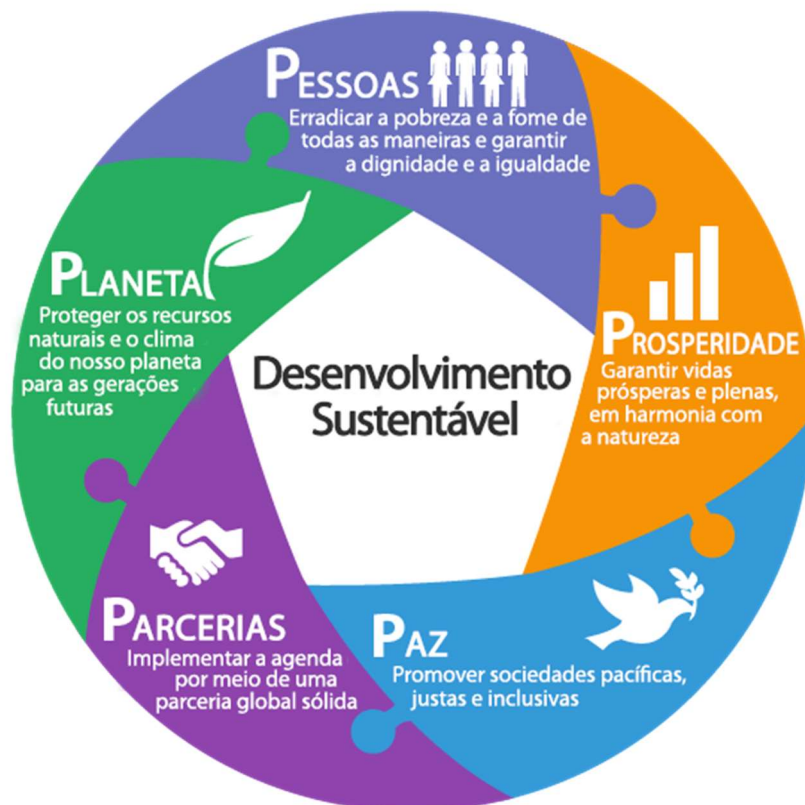 PESSOAS
Erradicar a pobreza e a fome de
todas as maneiras e garantir
a dignidade e a igualdade
PROSPERIDADE
Garantir vidas
prósperas e plenas,
em harmonia com
a natureza
PAZ
Promover sociedades pacíficas,
justas e inclusivas
PARCERIAS
Implementar a agenda
por meio de uma
parceria global sólida
PLANETA
Proteger os recursos
naturais e o clima
do nosso planeta
para as gerações
futuras
Desenvolvimento
Sustentável